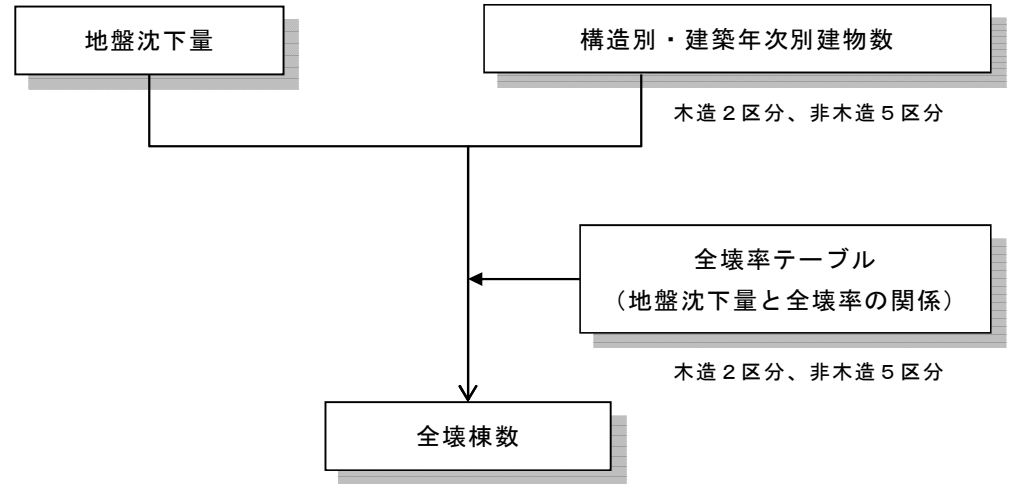 地盤沈下量
構造別・建築年次別建物数
木造２区分、非木造５区分
全壊率テーブル
（地盤沈下量と全壊率の関係）
木造２区分、非木造５区分
全壊棟数